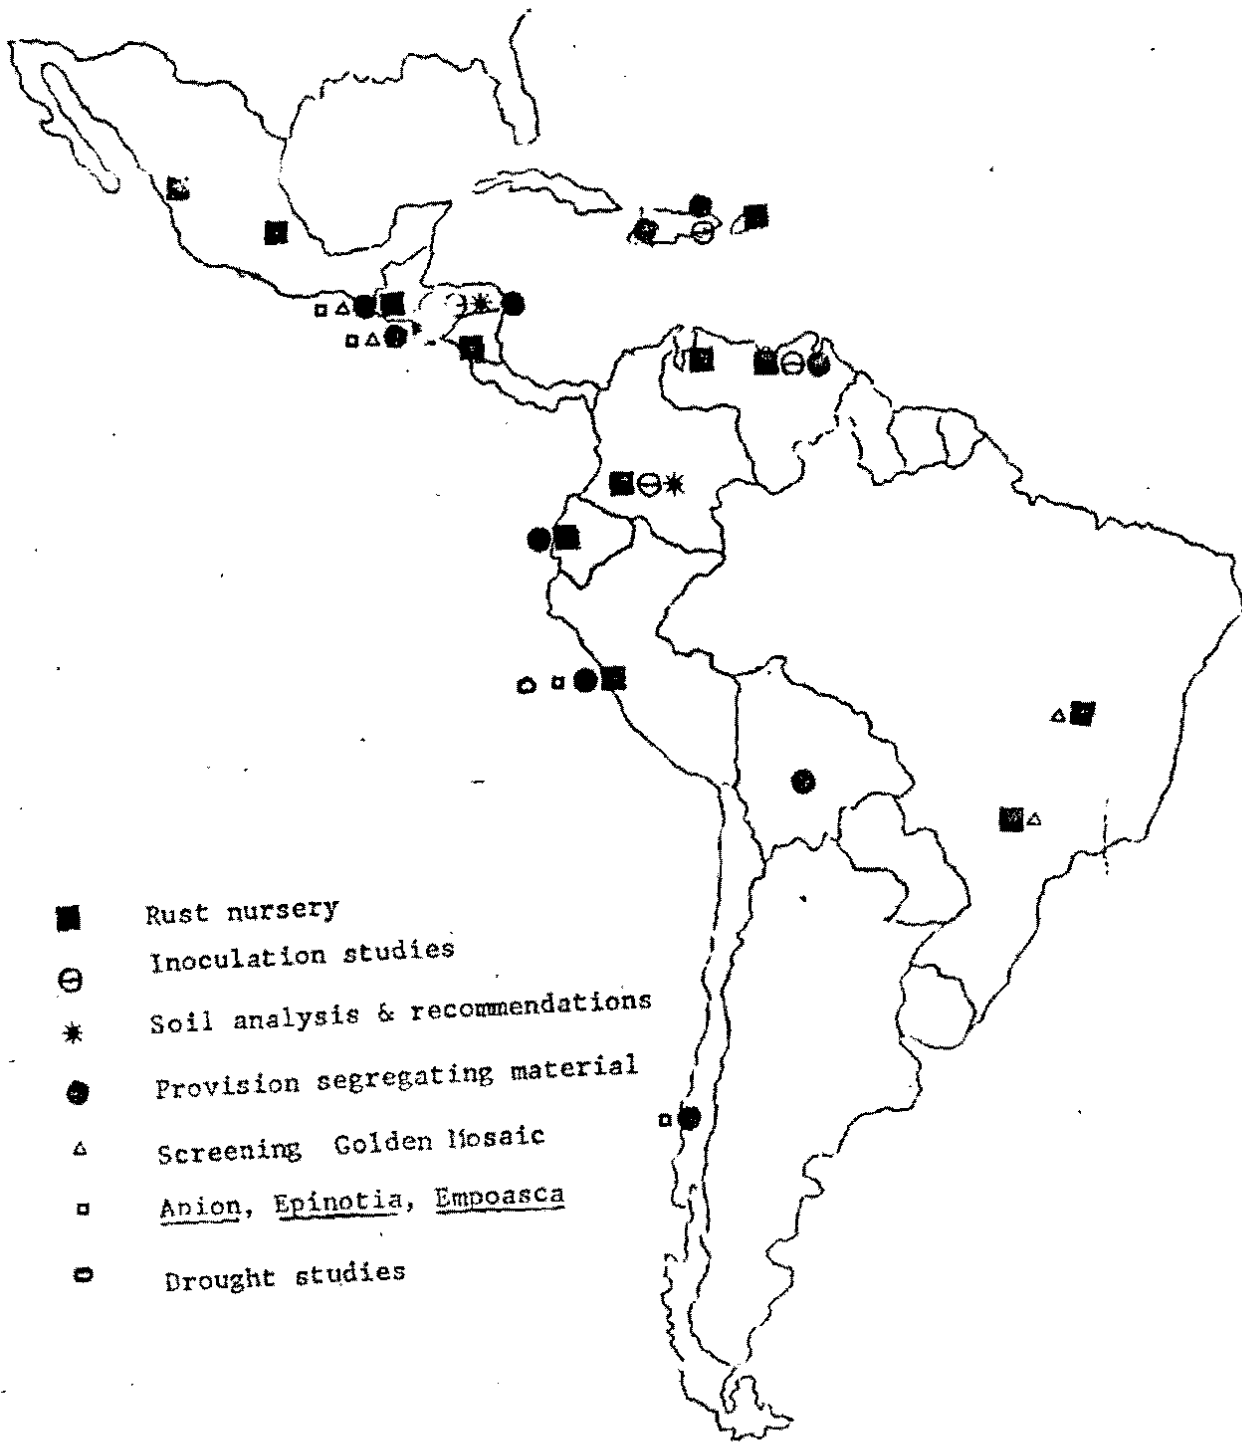 Rust nursery
Inoculation studies
Soil analysis & recommendations
Provision segregating material
Screening Golden Mosaic
Apion, Epinotia, Empoasca
Drought studies